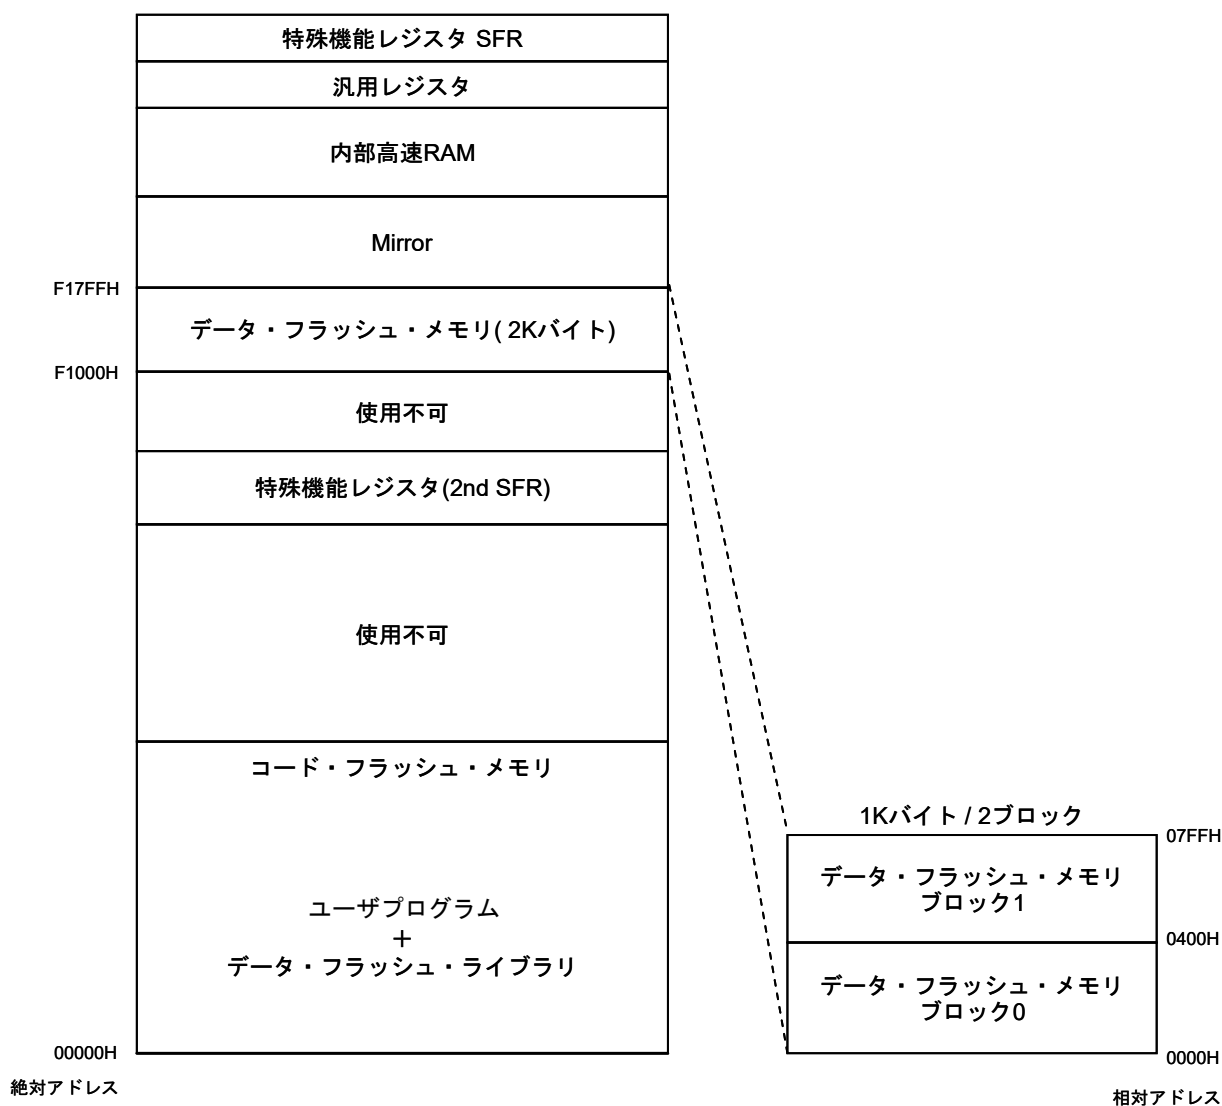 特殊機能レジスタ SFR
汎用レジスタ
内部高速RAM
Mirror
F17FFH
データ・フラッシュ・メモリ( 2Kバイト)
F1000H
使用不可
特殊機能レジスタ(2nd SFR)
使用不可
コード・フラッシュ・メモリ
ユーザプログラム
＋
データ・フラッシュ・ライブラリ
00000H
絶対アドレス
1Kバイト / 2ブロック
07FFH
データ・フラッシュ・メモリ
ブロック1
0400H
データ・フラッシュ・メモリ
ブロック0
0000H
相対アドレス